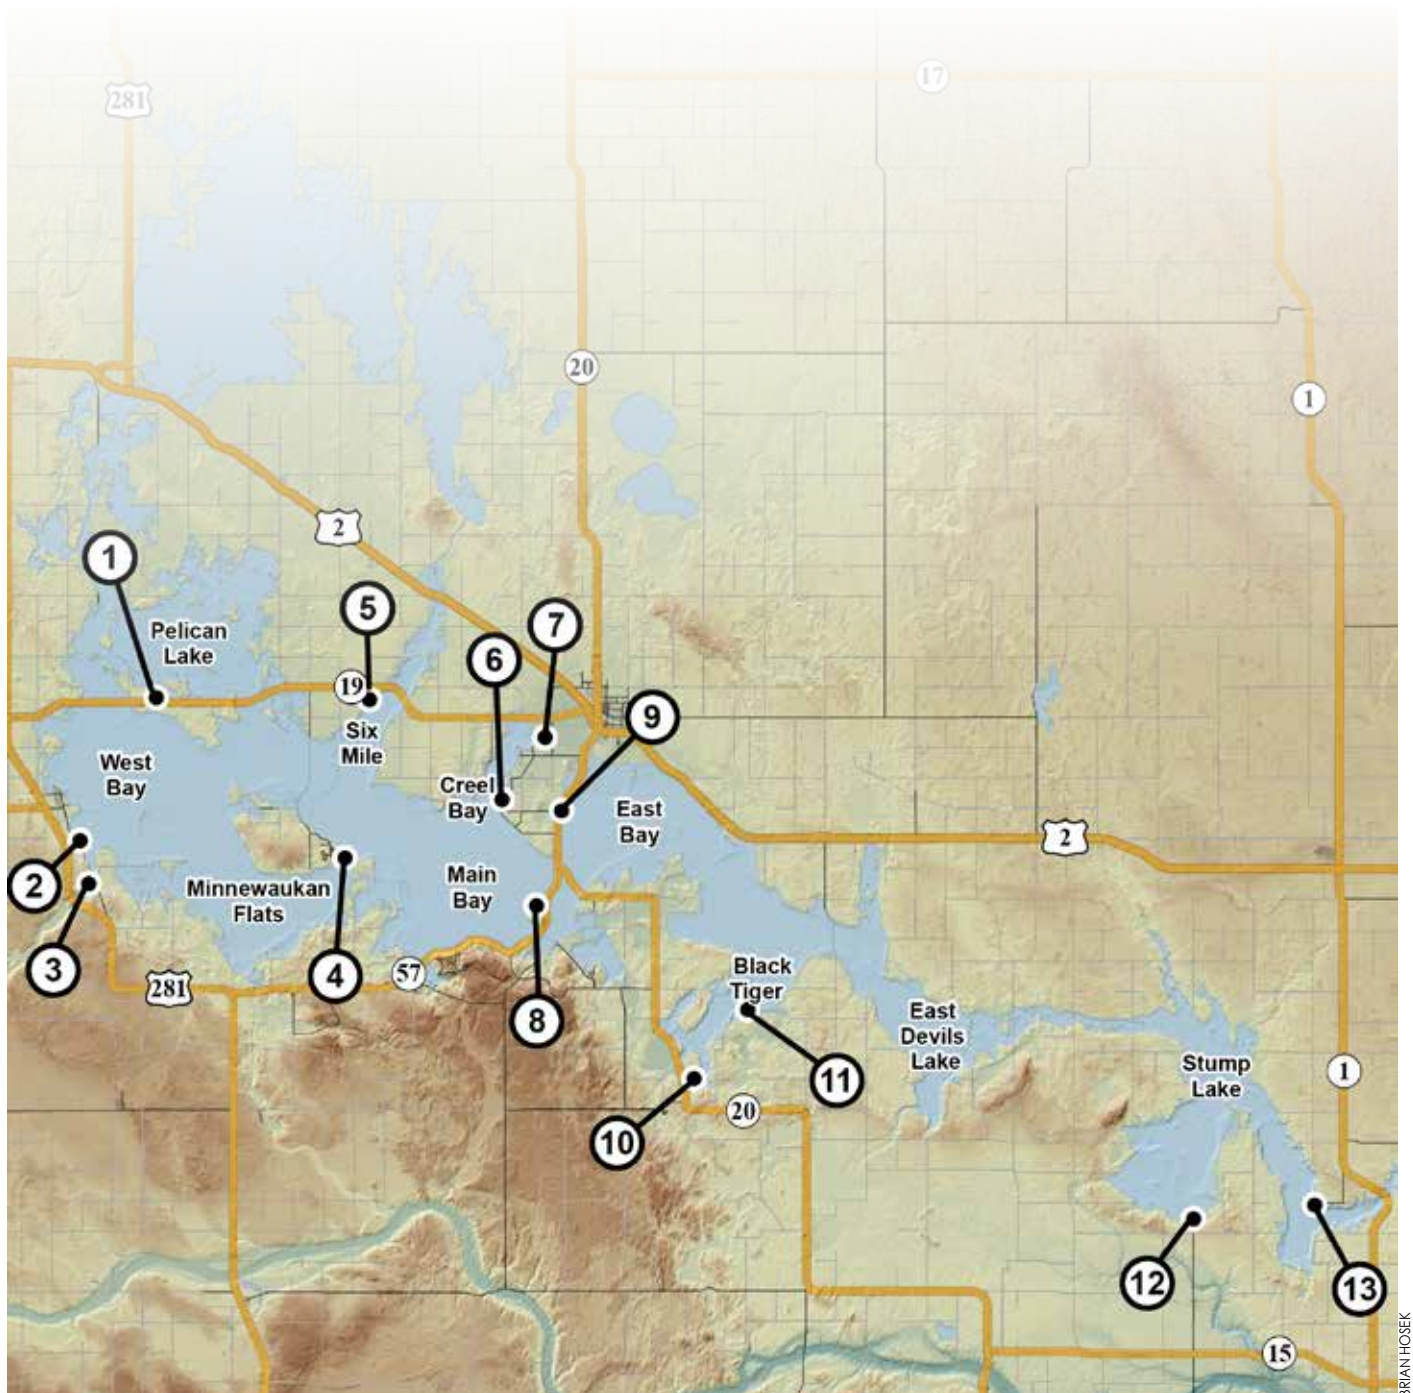 17
281
20
1
2
1
5
7
Pelican
Lake
6
19
9
Six
Mile
West
Bay
Creel
Bay
East
Bay
2
2
Main
Bay
Minnewaukan
Flats
3
4
57
281
Black
Tiger
8
East
Devils
Lake
11
Stump
Lake
1
20
10
12
13
15
BRIAN HOSEK